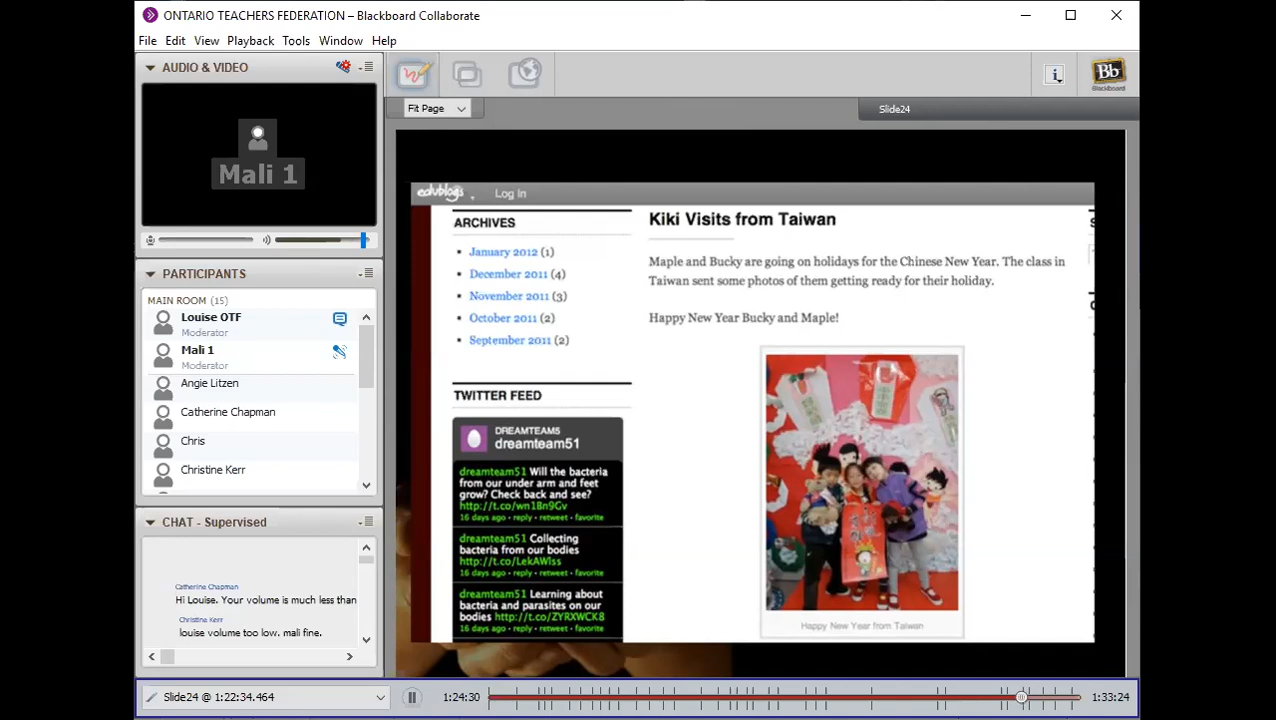 ONTARIO TEACHERS FEDERATION – Blackboard Collaborate
File Edit View Playback Tools Window Help
AUDIO & VIDEO
Mali 1
PARTICIPANTS
MAIN ROOM (15)
Louise OTF
Moderator
Mali 1
Moderator
Angie Litzen
Catherine Chapman
Chris
Christine Kerr
CHAT - Supervised
Catherine Chapman
Hi Louise. Your volume is much less than
Christine Kerr
louise volume too low. mali fine.
Fit Page
Slide24
Bb
Blackboard
edublogs Log In
ARCHIVES
January 2012 (1)
December 2011 (4)
November 2011 (3)
October 2011 (2)
September 2011 (2)
TWITTER FEED
DREAMTEAM5
dreamteam51
dreamteam51 Will the bacteria
from our under arm and feet
grow? Check back and see?
http://t.co/wn18n9Gv
16 days ago • reply • retweet • favorite
dreamteam51 Collecting
bacteria from our bodies
http://t.co/LekAWlss
16 days ago • reply • retweet • favorite
dreamteam51 Learning about
bacteria and parasites on our
bodies http://t.co/ZYRXWCK8
16 days ago • reply • retweet • favorite
Kiki Visits from Taiwan
Maple and Bucky are going on holidays for the Chinese New Year. The class in
Taiwan sent some photos of them getting ready for their holiday.
Happy New Year Bucky and Maple!
Happy New Year from Taiwan
Slide24 @ 1:22:34.464
1:24:30
1:33:24